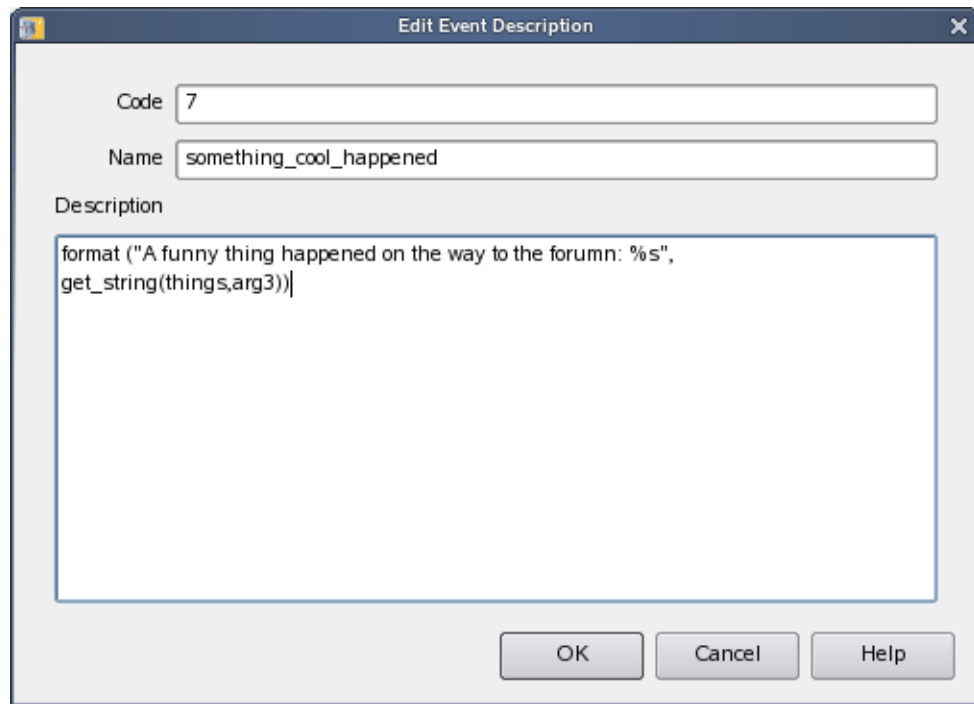 Edit Event Description
Code 7
Name something_cool_happened
Description
format ("A funny thing happened on the way to the forumn: %s",
get_string(things,arg3))
OK Cancel Help